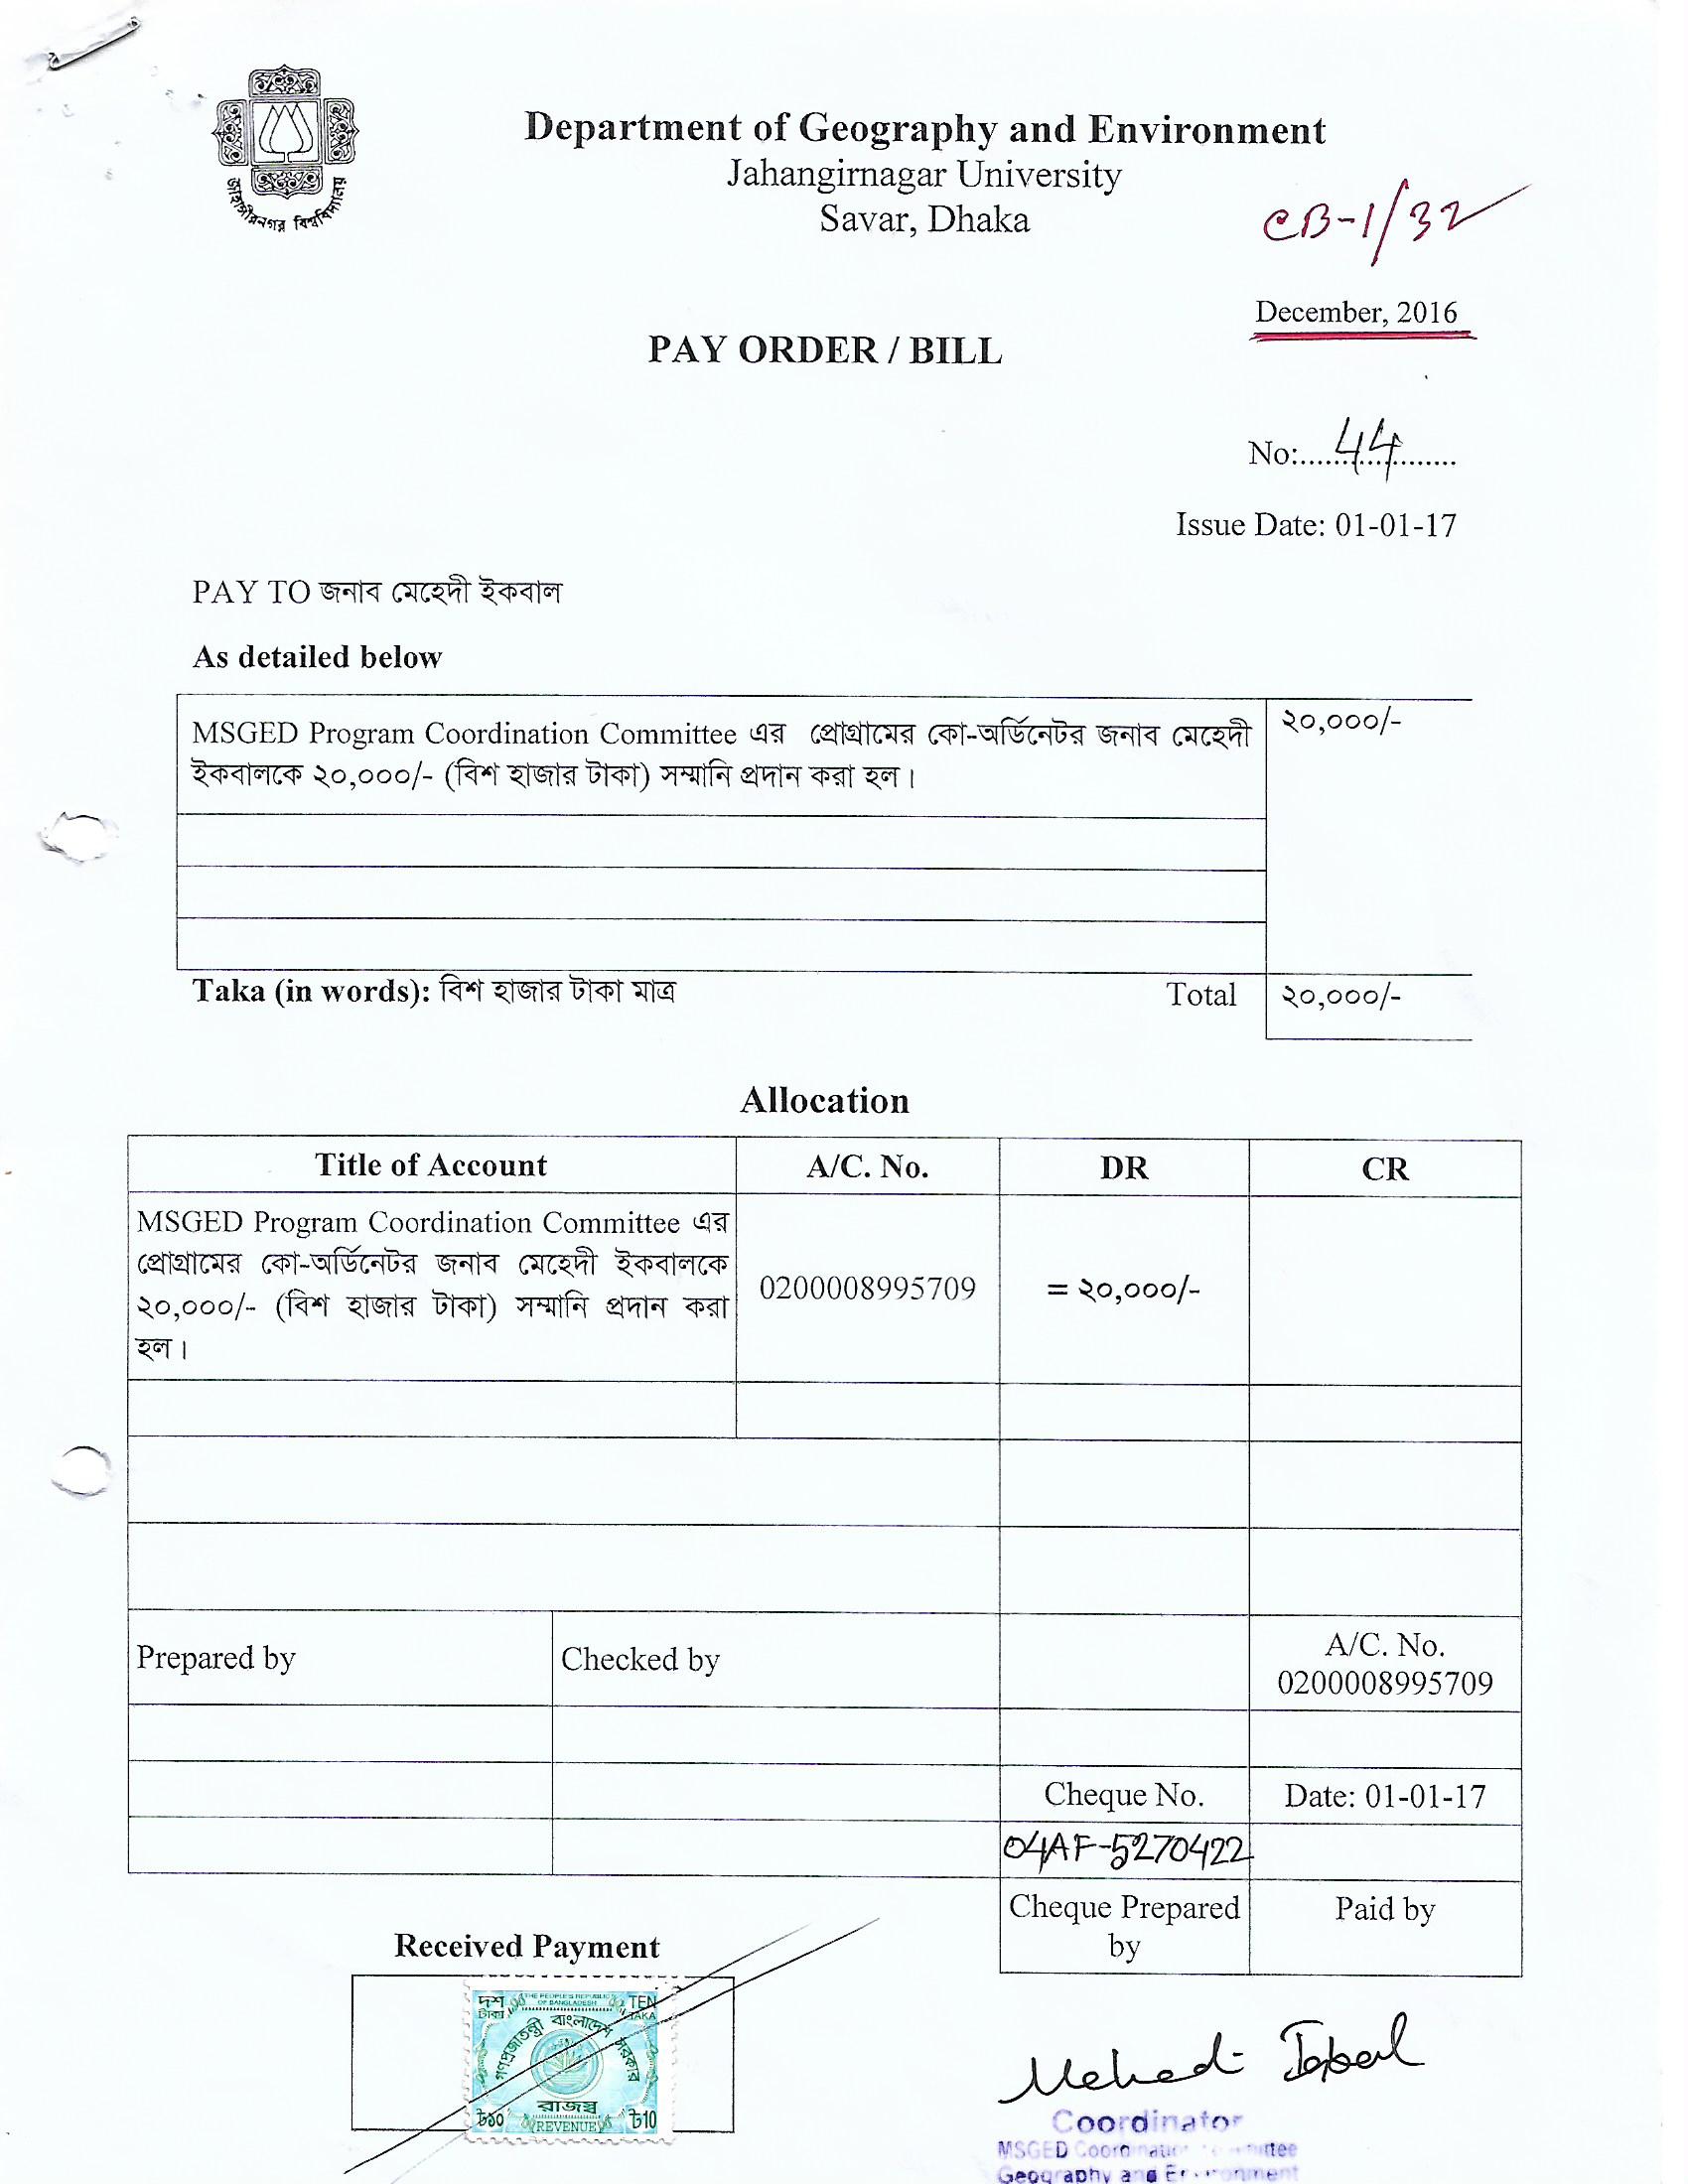 জাহাঙ্গীরনগর বিশ্ববিদ্যালয়
Department of Geography and Environment
Jahangirnagar University
Savar, Dhaka
CB-1/32
December, 2016
PAY ORDER / BILL
No:......44.........
Issue Date: 01-01-17
PAY TO জনাব মেহেদী ইকবাল
As detailed below
MSGED Program Coordination Committee এর প্রোগ্রামের কো-অর্ডিনেটর জনাব মেহেদী ২০,০০০/-
ইকবালকে ২০,০০০/- (বিশ হাজার টাকা) সম্মানি প্রদান করা হল।
Taka (in words): বিশ হাজার টাকা মাত্র Total ২০,০০০/-
Allocation
Title of Account A/C. No. DR CR
MSGED Program Coordination Committee এর
প্রোগ্রামের কো-অর্ডিনেটর জনাব মেহেদী ইকবালকে
২০,০০০/- (বিশ হাজার টাকা) সম্মানি প্রদান করা
হল।
0200008995709 = ২০,০০০/-
Prepared by Checked by A/C. No.
0200008995709
Cheque No. Date: 01-01-17
04AF-5270422
Cheque Prepared Paid by
by
Received Payment
দশ টাকা THE PEOPLE'S REPUBLIC OF BANGLADESH TEN TAKA
গণপ্রজাতন্ত্রী বাংলাদেশ সরকার
রাজস্ব
৳১০ REVENUE ৳10
Mehedi Iqbal
Coordinator
MSGED Coordination Committee
Geography and Environment